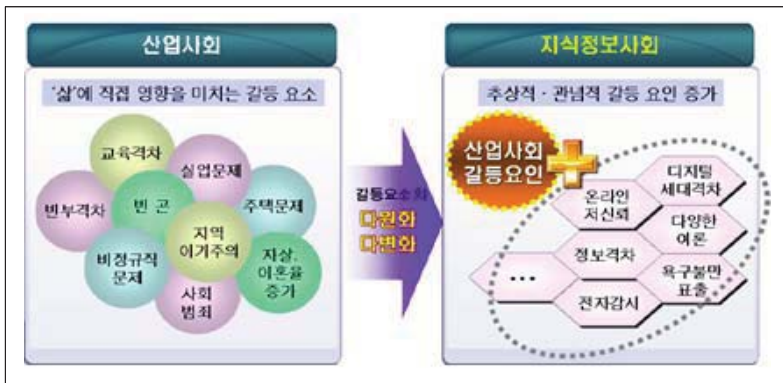 산업사회
'삶'에 직접 영향을 미치는 갈등 요소
교육격차
실업문제
빈부격차
빈 곤
주택문제
지역
이기주의
비정규직
문제
자살.
이혼율
증가
사회
범죄
갈등요소의
다원화
다변화
지식정보사회
추상적 · 관념적 갈등 요인 증가
산업사회
갈등요인
디지털
세대격차
온라인
저신뢰
다양한
여론
정보격차
...
욕구불만
표출
전자감시